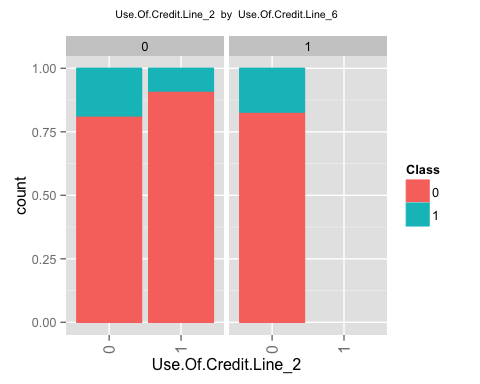 Use.Of.Credit.Line_2 by Use.Of.Credit.Line_6
0 1
1.00
0.75
0.50
0.25
0.00
count
0 1 0 1
Use.Of.Credit.Line_2
Class
0
1